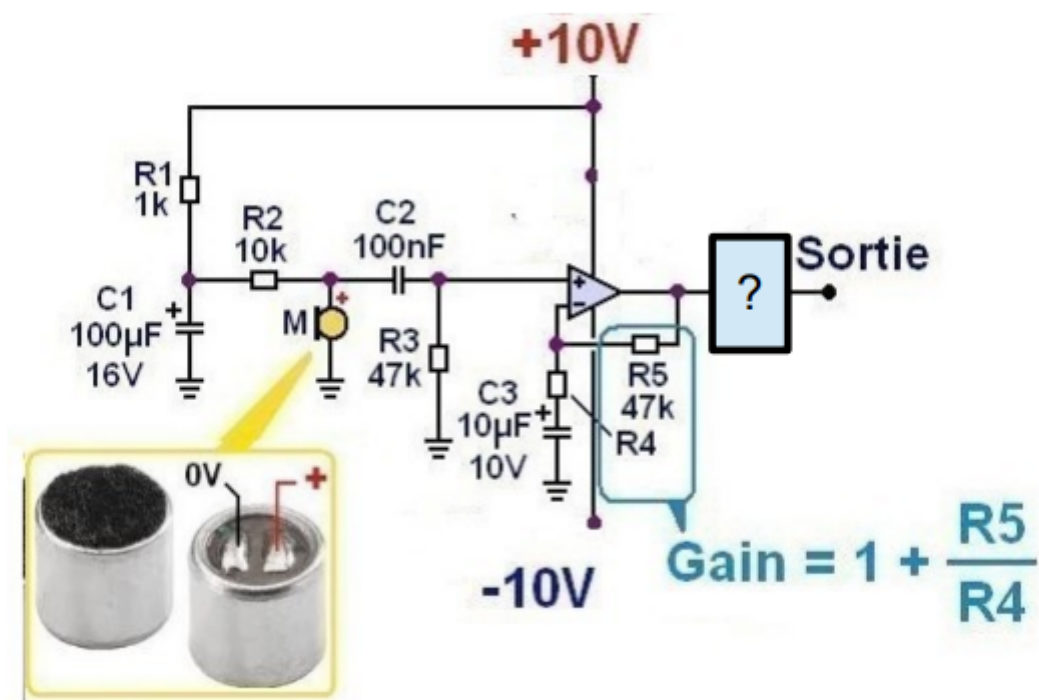 +10V
R1
1k
R2
10k
C2
100nF
+
C1
100µF
16V
M
+
R3
47k
+
−
C3
10µF
10V
+
R4
R5
47k
?
Sortie
0V
+
-10V
Gain = 1 + R5
R4